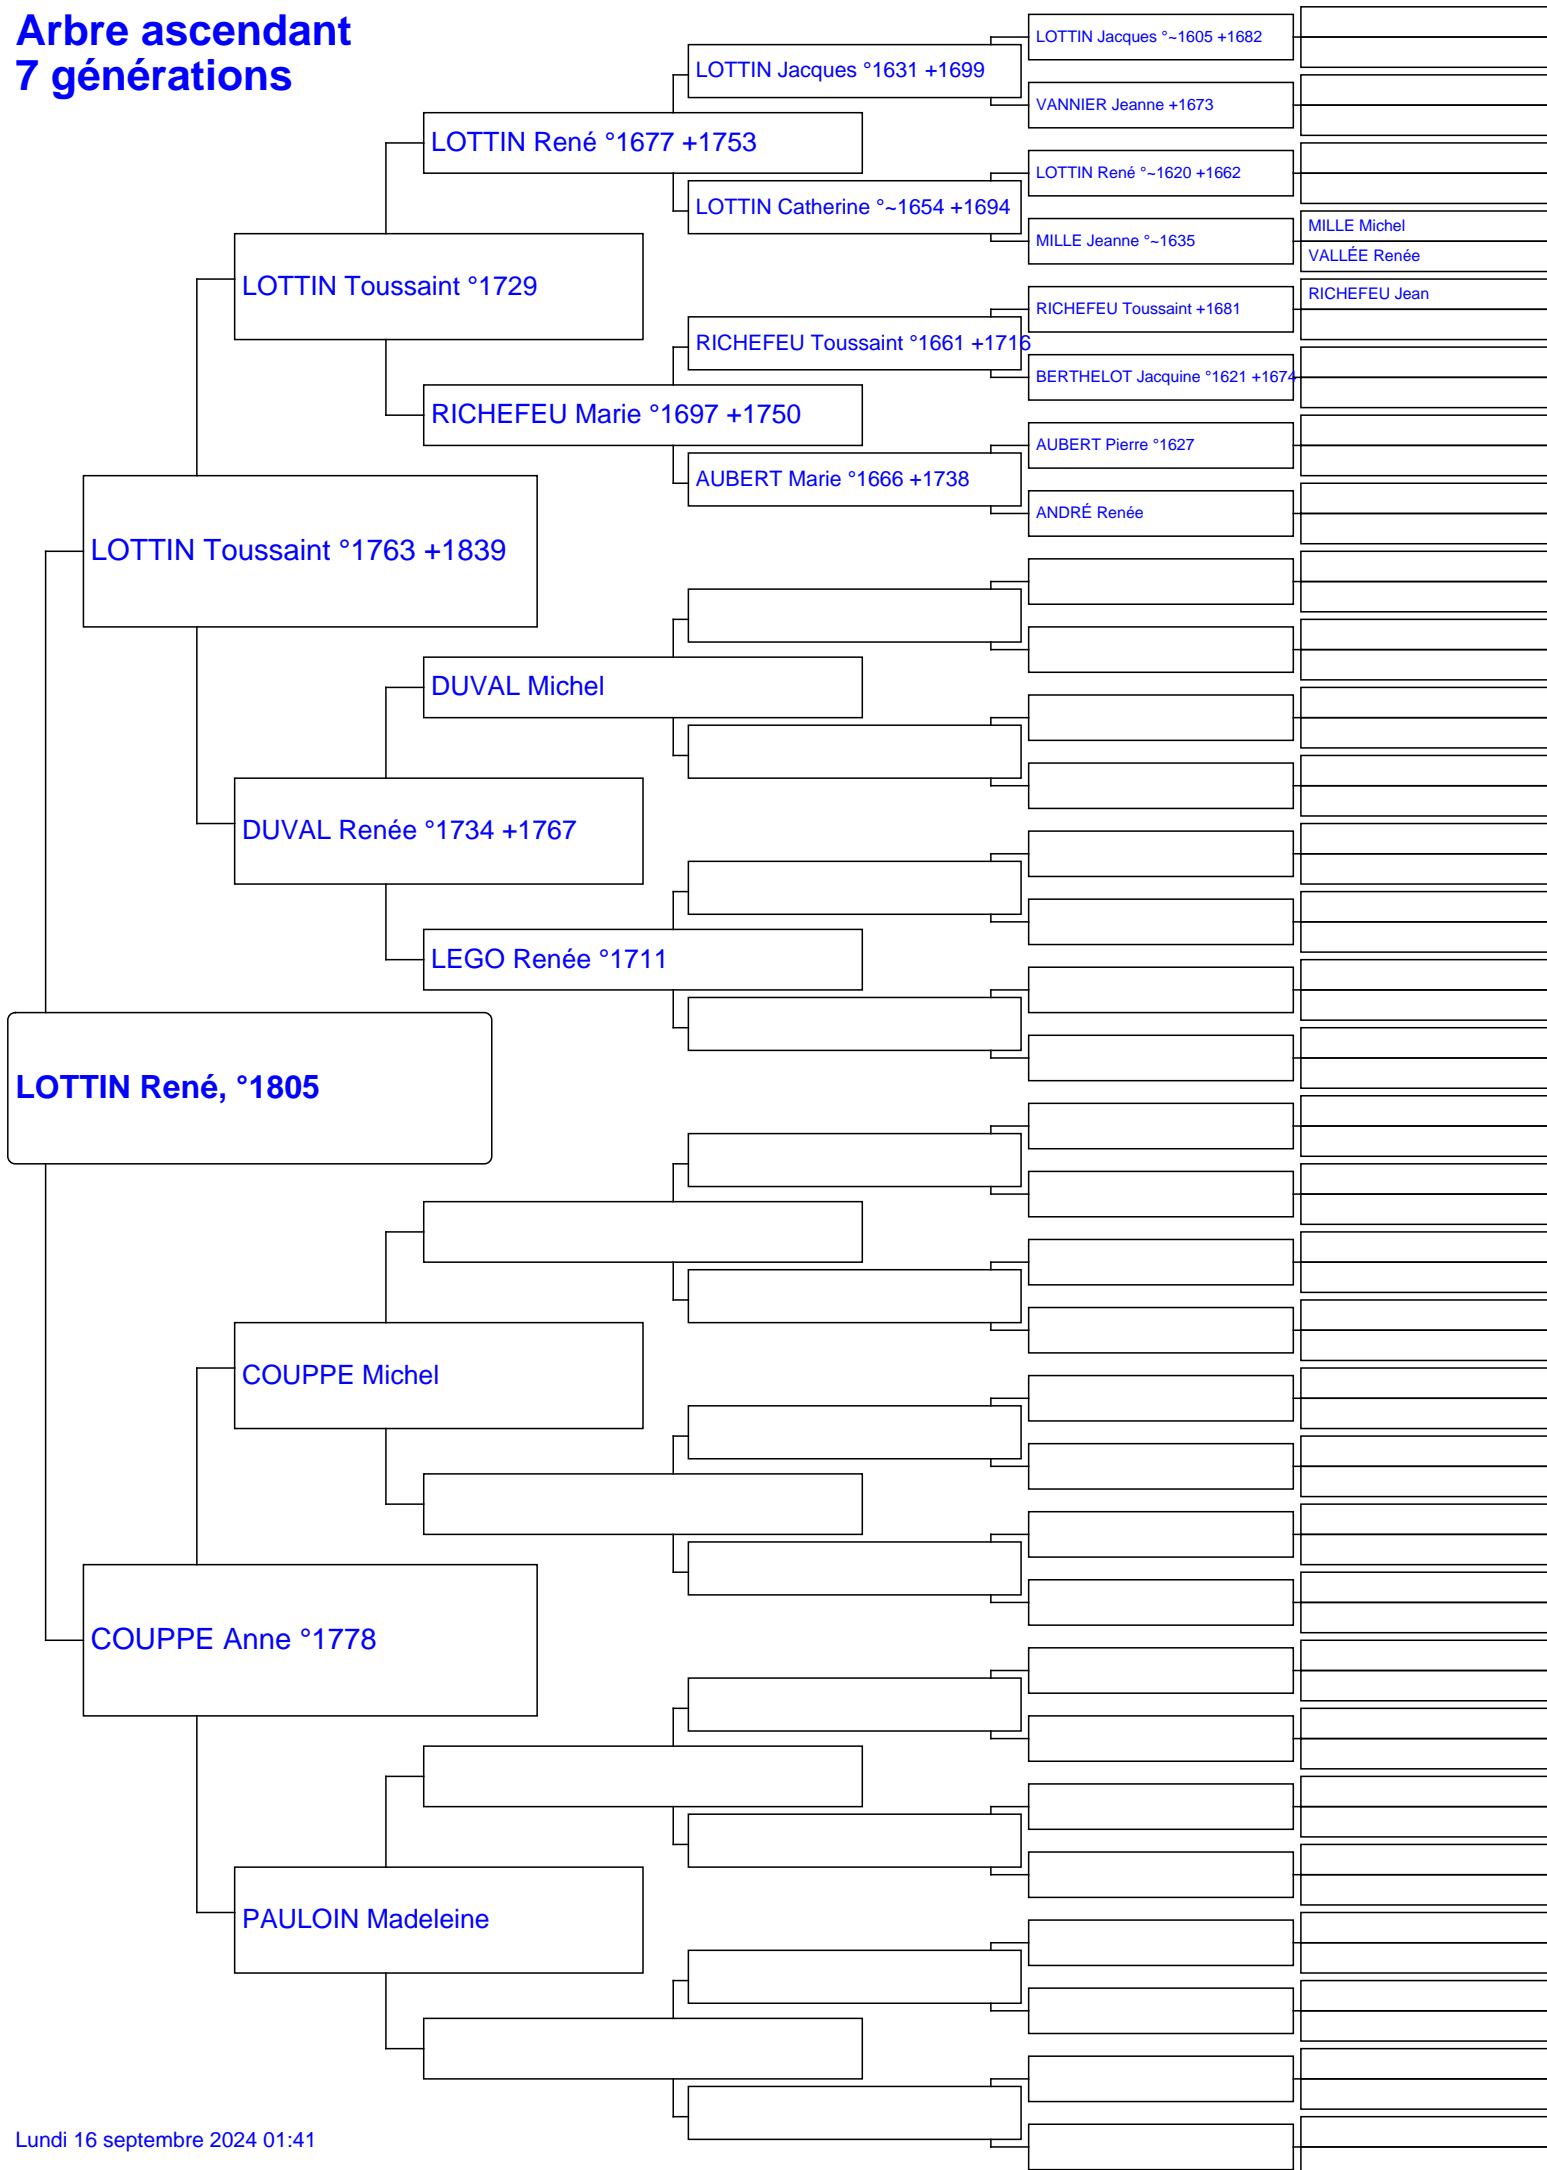 Arbre ascendant
7 générations
LOTTIN Jacques °~1605 +1682
LOTTIN Jacques °1631 +1699
VANNIER Jeanne +1673
LOTTIN René °1677 +1753
LOTTIN René °~1620 +1662
LOTTIN Catherine °~1654 +1694
MILLE Michel
MILLE Jeanne °~1635
VALLÉE Renée
LOTTIN Toussaint °1729
RICHEFEU Jean
RICHEFEU Toussaint +1681
RICHEFEU Toussaint °1661 +1716
BERTHELOT Jacquine °1621 +1674
RICHEFEU Marie °1697 +1750
AUBERT Pierre °1627
AUBERT Marie °1666 +1738
ANDRÉ Renée
LOTTIN Toussaint °1763 +1839
DUVAL Michel
DUVAL Renée °1734 +1767
LEGO Renée °1711
LOTTIN René, °1805
COUPPE Michel
COUPPE Anne °1778
PAULOIN Madeleine
Lundi 16 septembre 2024 01:41